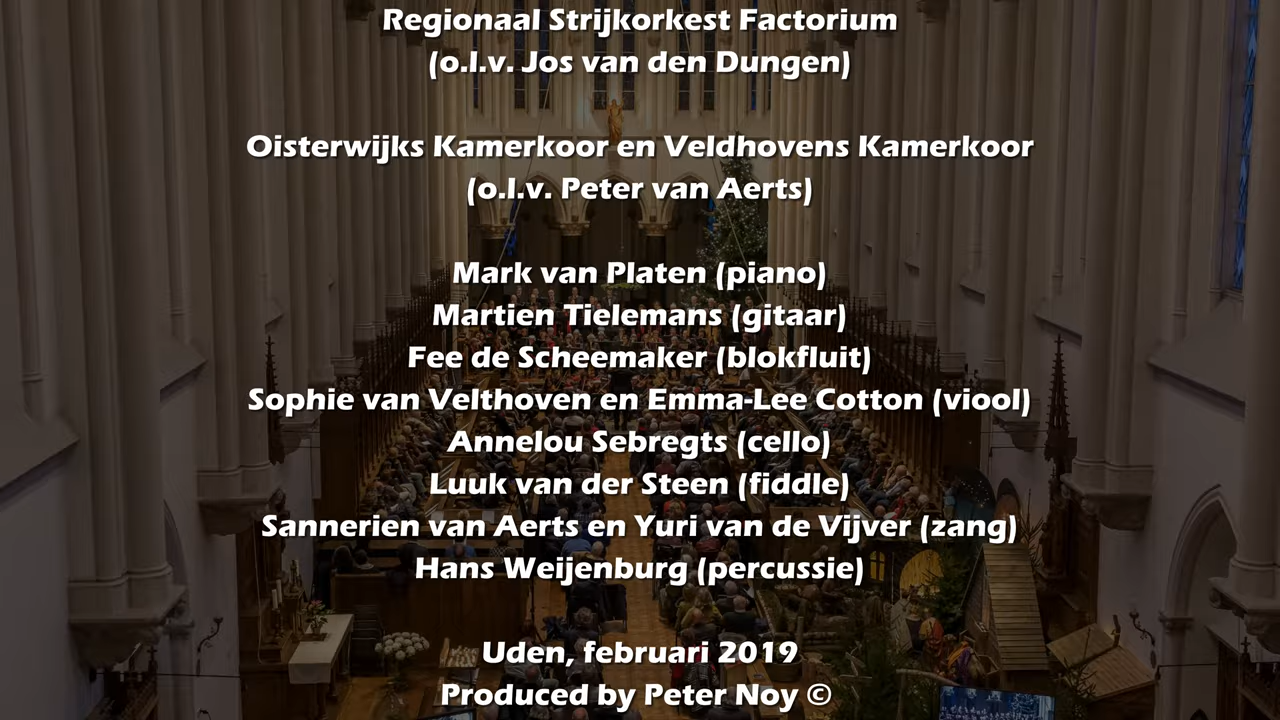 Regionaal Strijkorkest Factorium
(o.l.v. Jos van den Dungen)
Oisterwijks Kamerkoor en Veldhovens Kamerkoor
(o.l.v. Peter van Aerts)
Mark van Platen (piano)
Martien Tielemans (gitaar)
Fee de Scheemaker (blokfluit)
Sophie van Velthoven en Emma-Lee Cotton (viool)
Annelou Sebregts (cello)
Luuk van der Steen (fiddle)
Sannerien van Aerts en Yuri van de Vijver (zang)
Hans Weijenburg (percussie)
Uden, februari 2019
Produced by Peter Noy ©